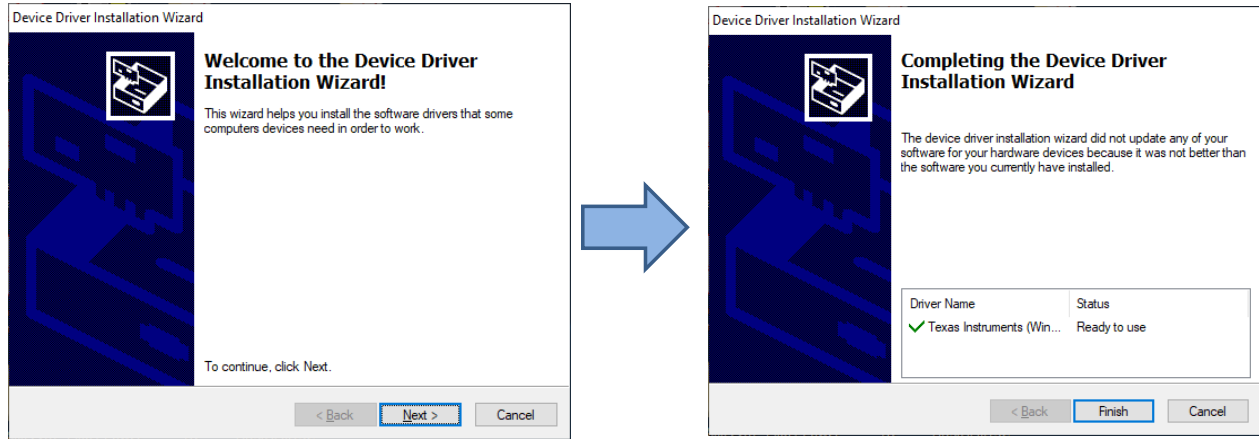 Device Driver Installation Wizard
Welcome to the Device Driver
Installation Wizard!
This wizard helps you install the software drivers that some
computers devices need in order to work.
To continue, click Next.
< Back
Next >
Cancel
Device Driver Installation Wizard
Completing the Device Driver
Installation Wizard
The device driver installation wizard did not update any of your
software for your hardware devices because it was not better than
the software you currently have installed.
Driver Name Status
Texas Instruments (Win... Ready to use
< Back
Finish
Cancel